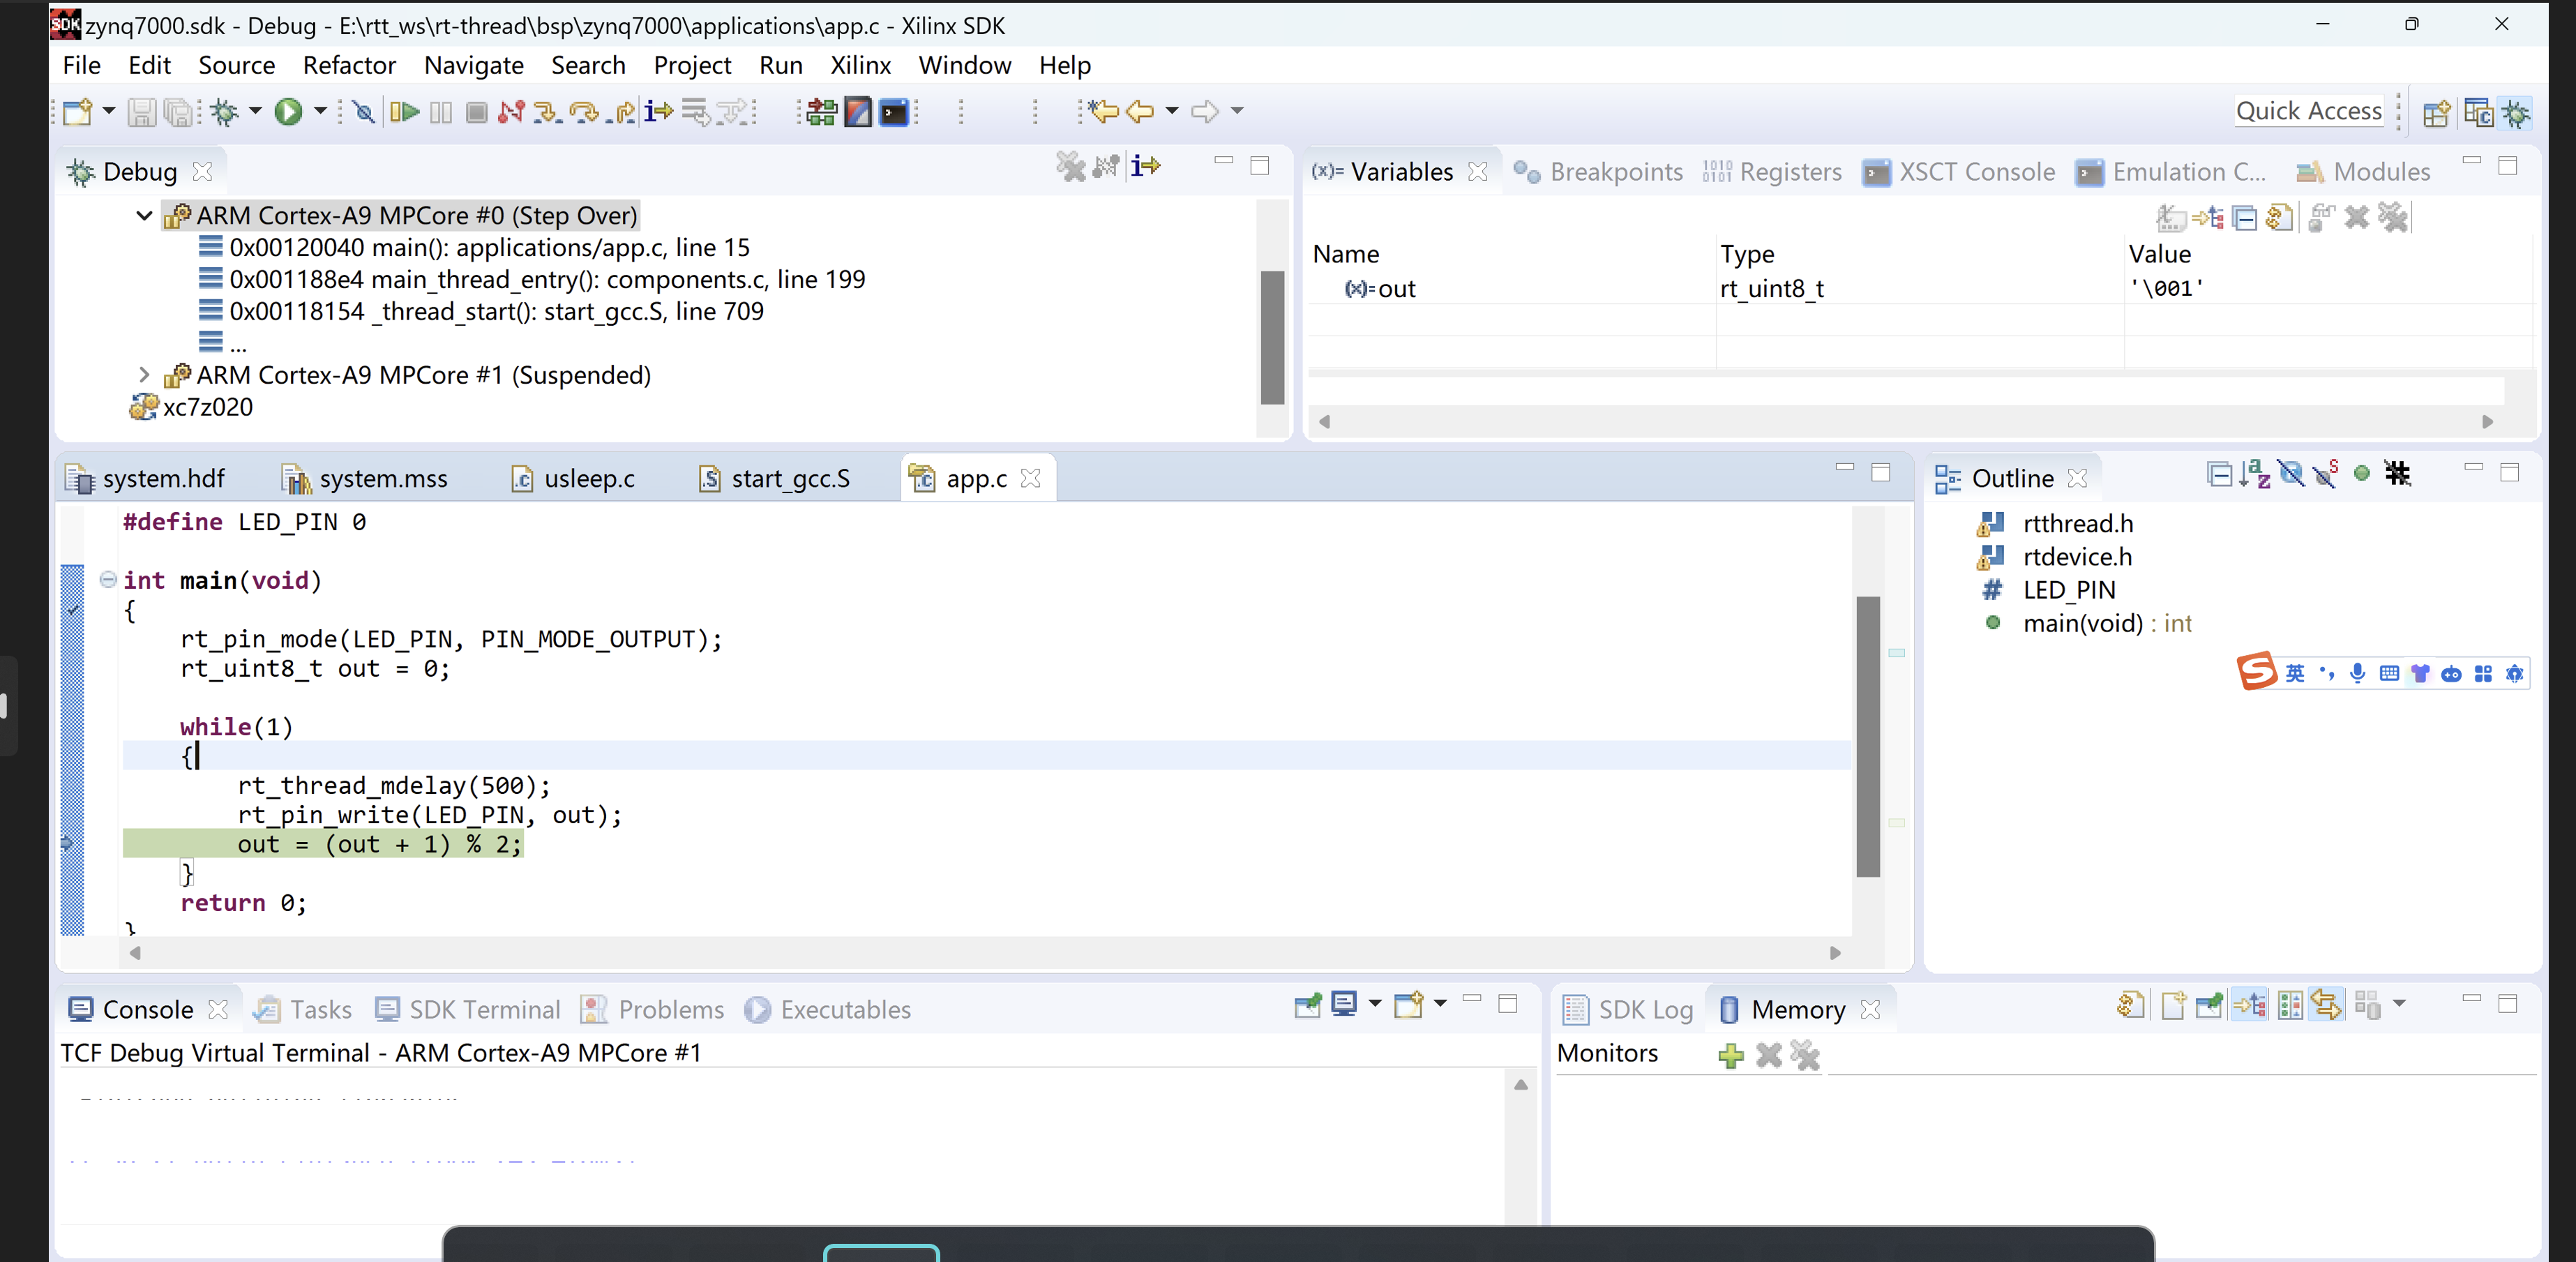 SDK zynq7000.sdk - Debug - E:\rtt_ws\rt-thread\bsp\zynq7000\applications\app.c - Xilinx SDK
File Edit Source Refactor Navigate Search Project Run Xilinx Window Help
Quick Access
Debug
ARM Cortex-A9 MPCore #0 (Step Over)
0x00120040 main(): applications/app.c, line 15
0x001188e4 main_thread_entry(): components.c, line 199
0x00118154 _thread_start(): start_gcc.S, line 709
...
ARM Cortex-A9 MPCore #1 (Suspended)
xc7z020
(x)= Variables Breakpoints 1010 0101 Registers XSCT Console Emulation C... Modules
Name Type Value
(x)= out rt_uint8_t '\001'
system.hdf system.mss usleep.c start_gcc.S app.c
#define LED_PIN 0
int main(void)
{
rt_pin_mode(LED_PIN, PIN_MODE_OUTPUT);
rt_uint8_t out = 0;
while(1)
{
rt_thread_mdelay(500);
rt_pin_write(LED_PIN, out);
out = (out + 1) % 2;
}
return 0;
}
Outline
rtthread.h
rtdevice.h
# LED_PIN
main(void) : int
S 英
Console Tasks SDK Terminal Problems Executables
TCF Debug Virtual Terminal - ARM Cortex-A9 MPCore #1
SDK Log Memory
Monitors